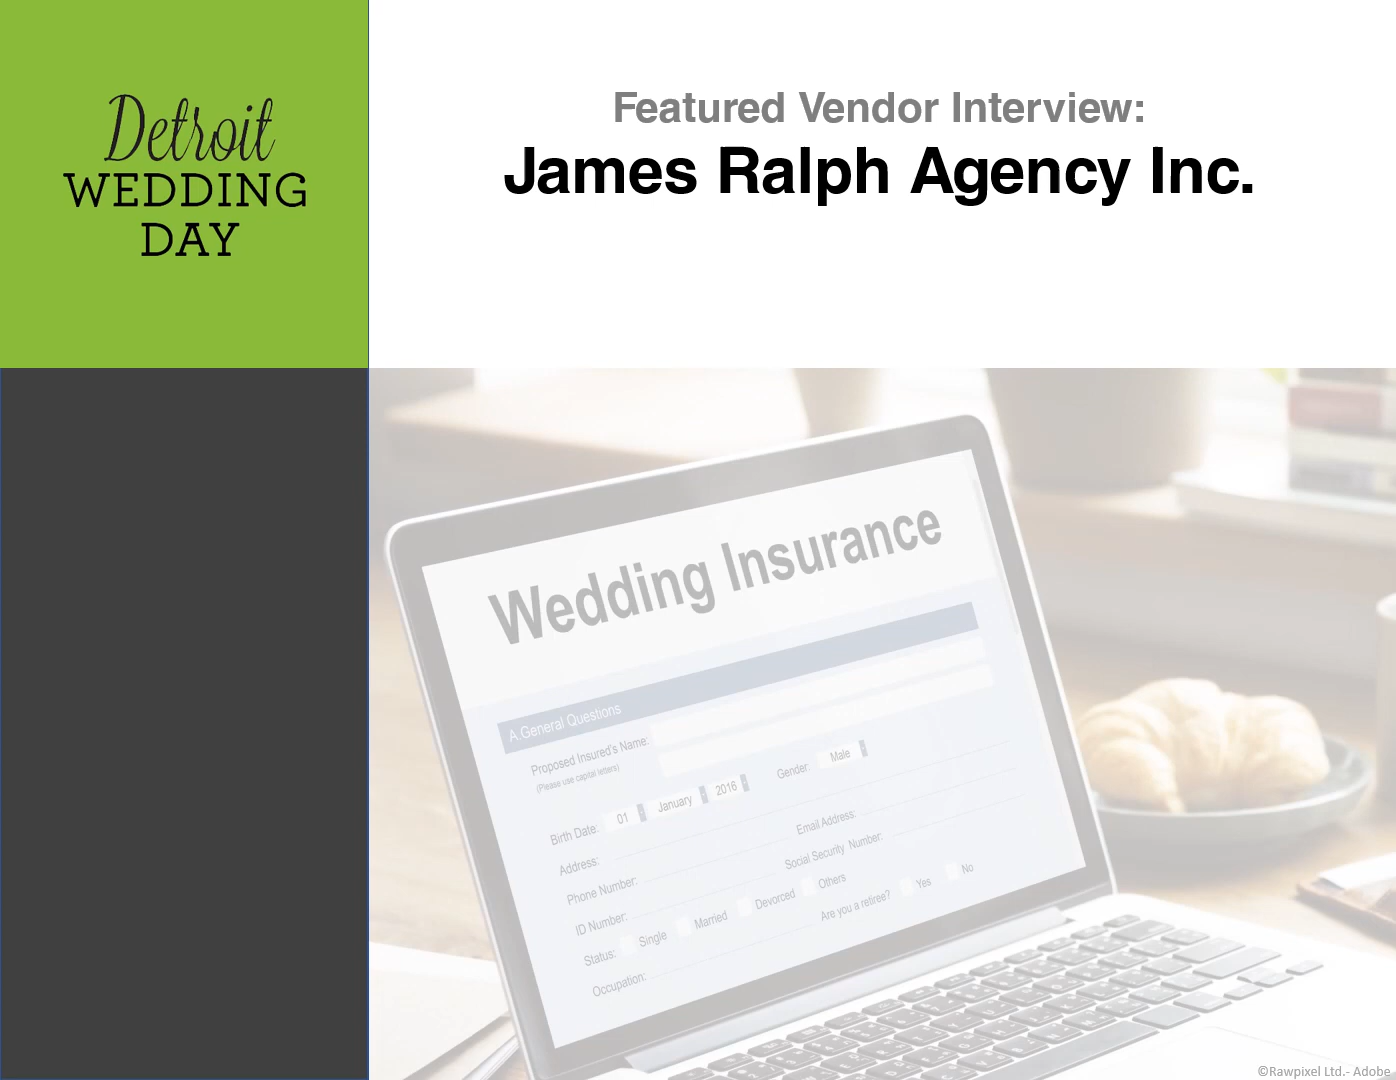 Detroit
WEDDING
DAY
Featured Vendor Interview:
James Ralph Agency Inc.
Wedding Insurance
A.General Questions
Proposed Insured's Name:
(Please use capital letters)
Birth Date: 01 January 2016 Gender Male
Address:
Phone Number: Email Address:
ID Number: Social Security Number:
Status: Single Married Devorced Others
Occupation: Are you a retiree? Yes No
©Rawpixel Ltd.- Adobe